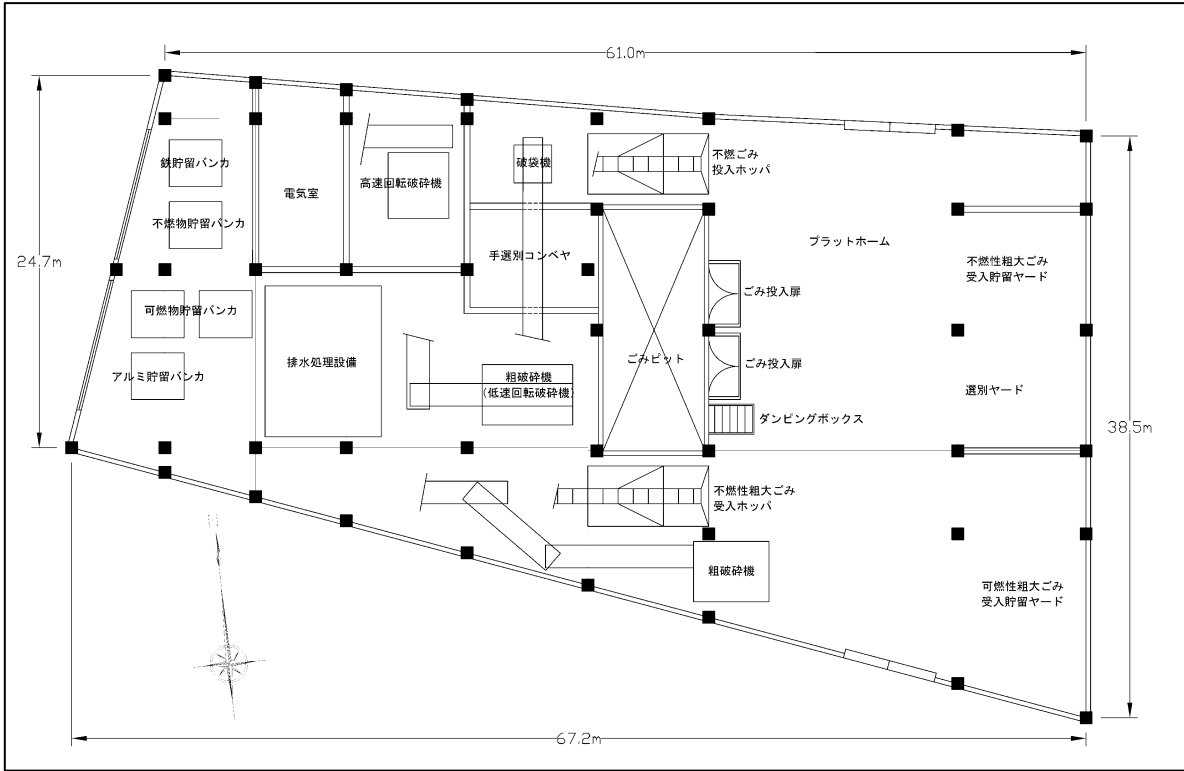 61.0m
24.7m
鉄貯留バンカ
不燃物貯留バンカ
可燃物貯留バンカ
アルミ貯留バンカ
電気室
高速回転破砕機
破袋機
手選別コンベヤ
不燃ごみ
投入ホッパ
プラットホーム
不燃性粗大ごみ
受入貯留ヤード
ごみ投入扉
ごみピット
ごみ投入扉
排水処理設備
粗破砕機
(低速回転破砕機)
選別ヤード
ダンピングボックス
38.5m
不燃性粗大ごみ
受入ホッパ
粗破砕機
可燃性粗大ごみ
受入貯留ヤード
67.2m